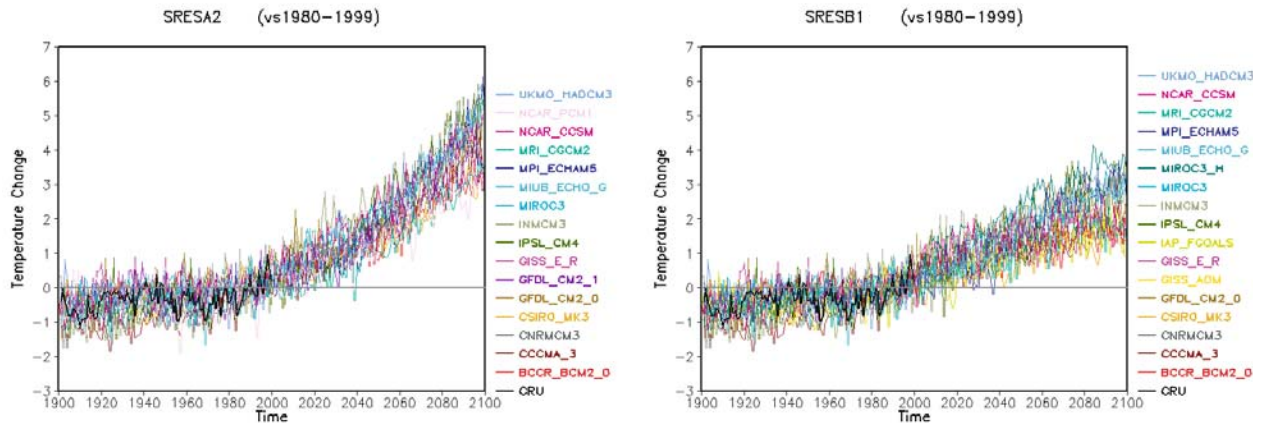 SRESA2 (vs1980-1999)
7
6
5
4
3
2
1
0
-1
-2
-3
Temperature Change
1900 1920 1940 1960 1980 2000 2020 2040 2060 2080 2100
Time
UKMO_HADCM3
NCAR_PCM1
NCAR_CCSM
MRI_CGCM2
MPI_ECHAM5
MIUB_ECHO_G
MIROC3
INMCM3
IPSL_CM4
GISS_E_R
GFDL_CM2_1
GFDL_CM2_0
CSIRO_MK3
CNRMCM3
CCCMA_3
BCCR_BCM2_0
CRU
SRESB1 (vs1980-1999)
7
6
5
4
3
2
1
0
-1
-2
-3
Temperature Change
1900 1920 1940 1960 1980 2000 2020 2040 2060 2080 2100
Time
UKMO_HADCM3
NCAR_CCSM
MRI_CGCM2
MPI_ECHAM5
MIUB_ECHO_G
MIROC3_H
MIROC3
INMCM3
IPSL_CM4
IAP_FGOALS
GISS_E_R
GISS_AOM
GFDL_CM2_0
CSIRO_MK3
CNRMCM3
CCCMA_3
BCCR_BCM2_0
CRU